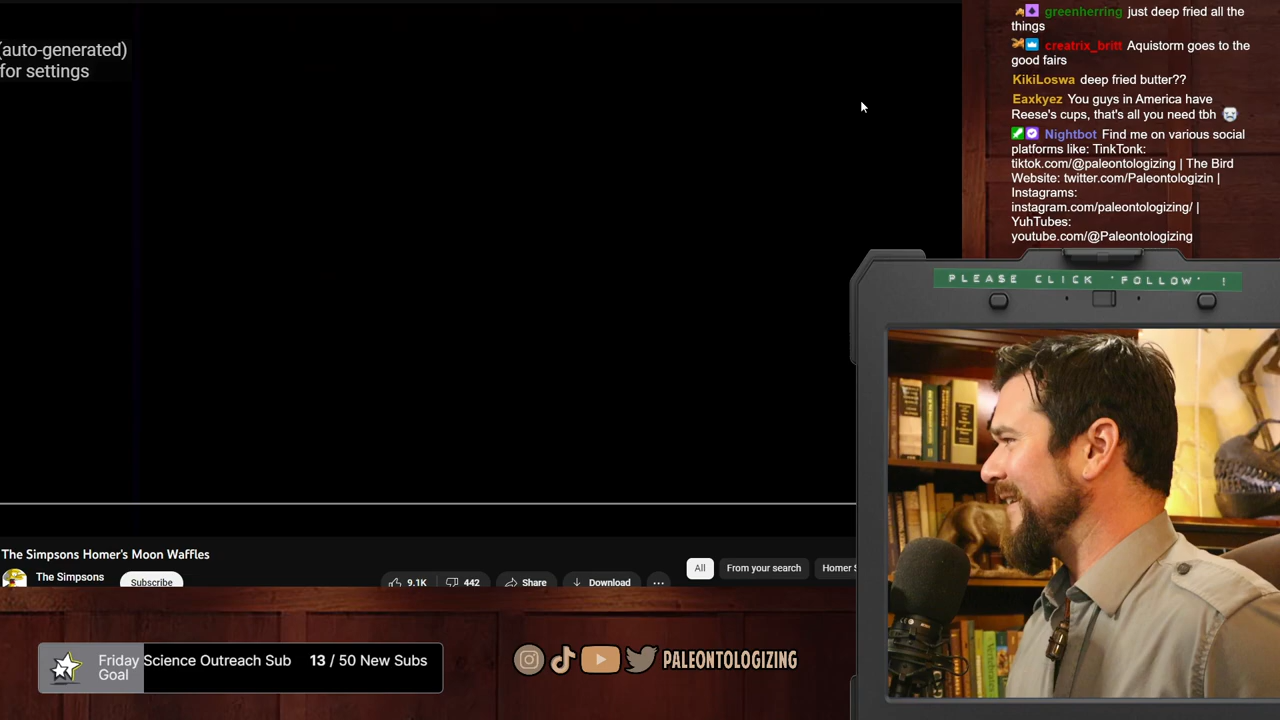 (auto-generated)
for settings
greenherring just deep fried all the
things
creatrix_britt Aquistorm goes to the
good fairs
KikiLoswa deep fried butter??
Eaxkyez You guys in America have
Reese's cups, that's all you need tbh
Nightbot Find me on various social
platforms like: TinkTonk:
tiktok.com/@paleontologizing | The Bird
Website: twitter.com/Paleontologizin |
Instagrams:
instagram.com/paleontologizing/ |
YuhTubes:
youtube.com/@Paleontologizing
PLEASE CLICK 'FOLLOW' !
The Simpsons Homer's Moon Waffles
The Simpsons
Subscribe
9.1K
442
Share
Download
All
From your search
Homer S
Friday Science Outreach Sub
Goal
13 / 50 New Subs
PALEONTOLOGIZING